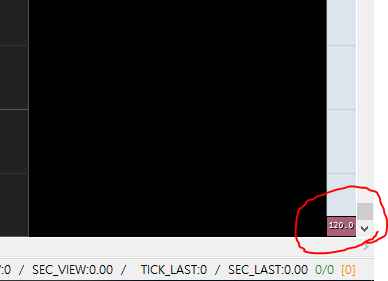 120,0
/:0 / SEC_VIEW:0.00 / TICK_LAST:0 / SEC_LAST:0.00 0/0 [0]